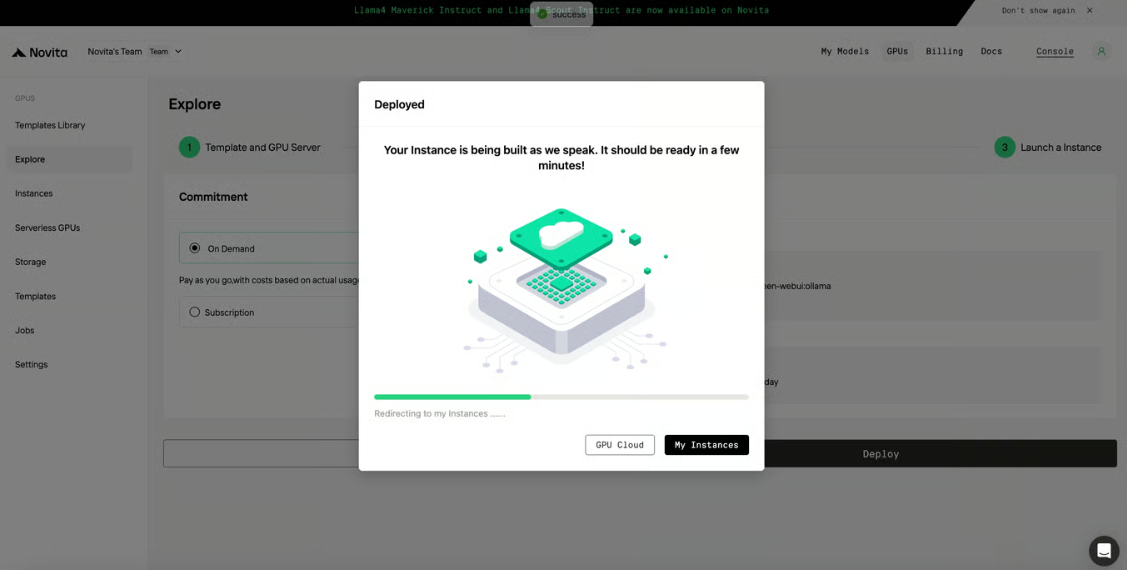 Llama4 Maverick Instruct and Llama4 Scout Instruct are now available on Novita
success
Don't show again ×
Novita
Novita's Team Team
My Models GPUs Billing Docs Console
GPUS
Templates Library
Explore
Instances
Serverless GPUs
Storage
Templates
Jobs
Settings
Explore
1 Template and GPU Server
3 Launch a Instance
Commitment
On Demand
Pay as you go,with costs based on actual usag
Subscription
en-webui:ollama
day
Deploy
Deployed
Your Instance is being built as we speak. It should be ready in a few
minutes!
Redirecting to my Instances ......
GPU Cloud
My Instances